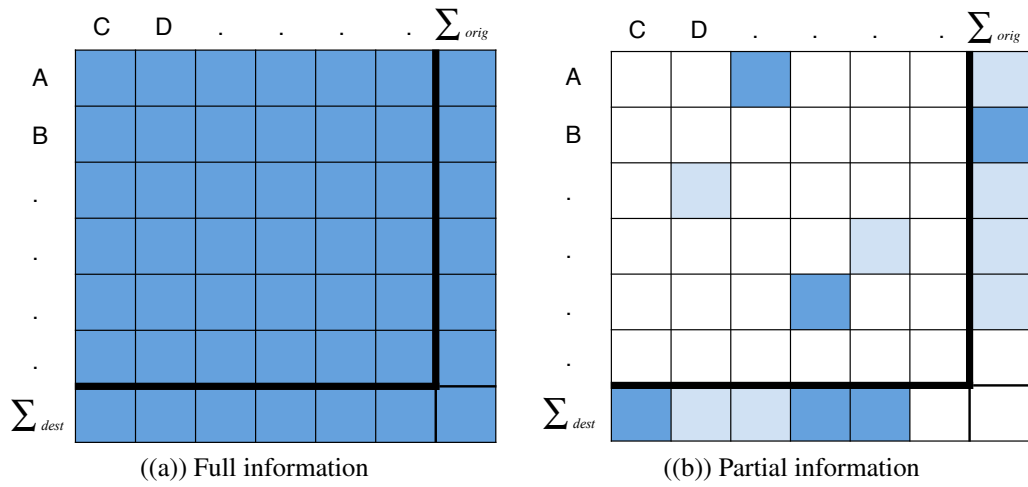 C D . . . . ∑ orig
A
B
.
.
.
.
∑ dest
((a)) Full information
C D . . . . ∑ orig
A
B
.
.
.
.
∑ dest
((b)) Partial information